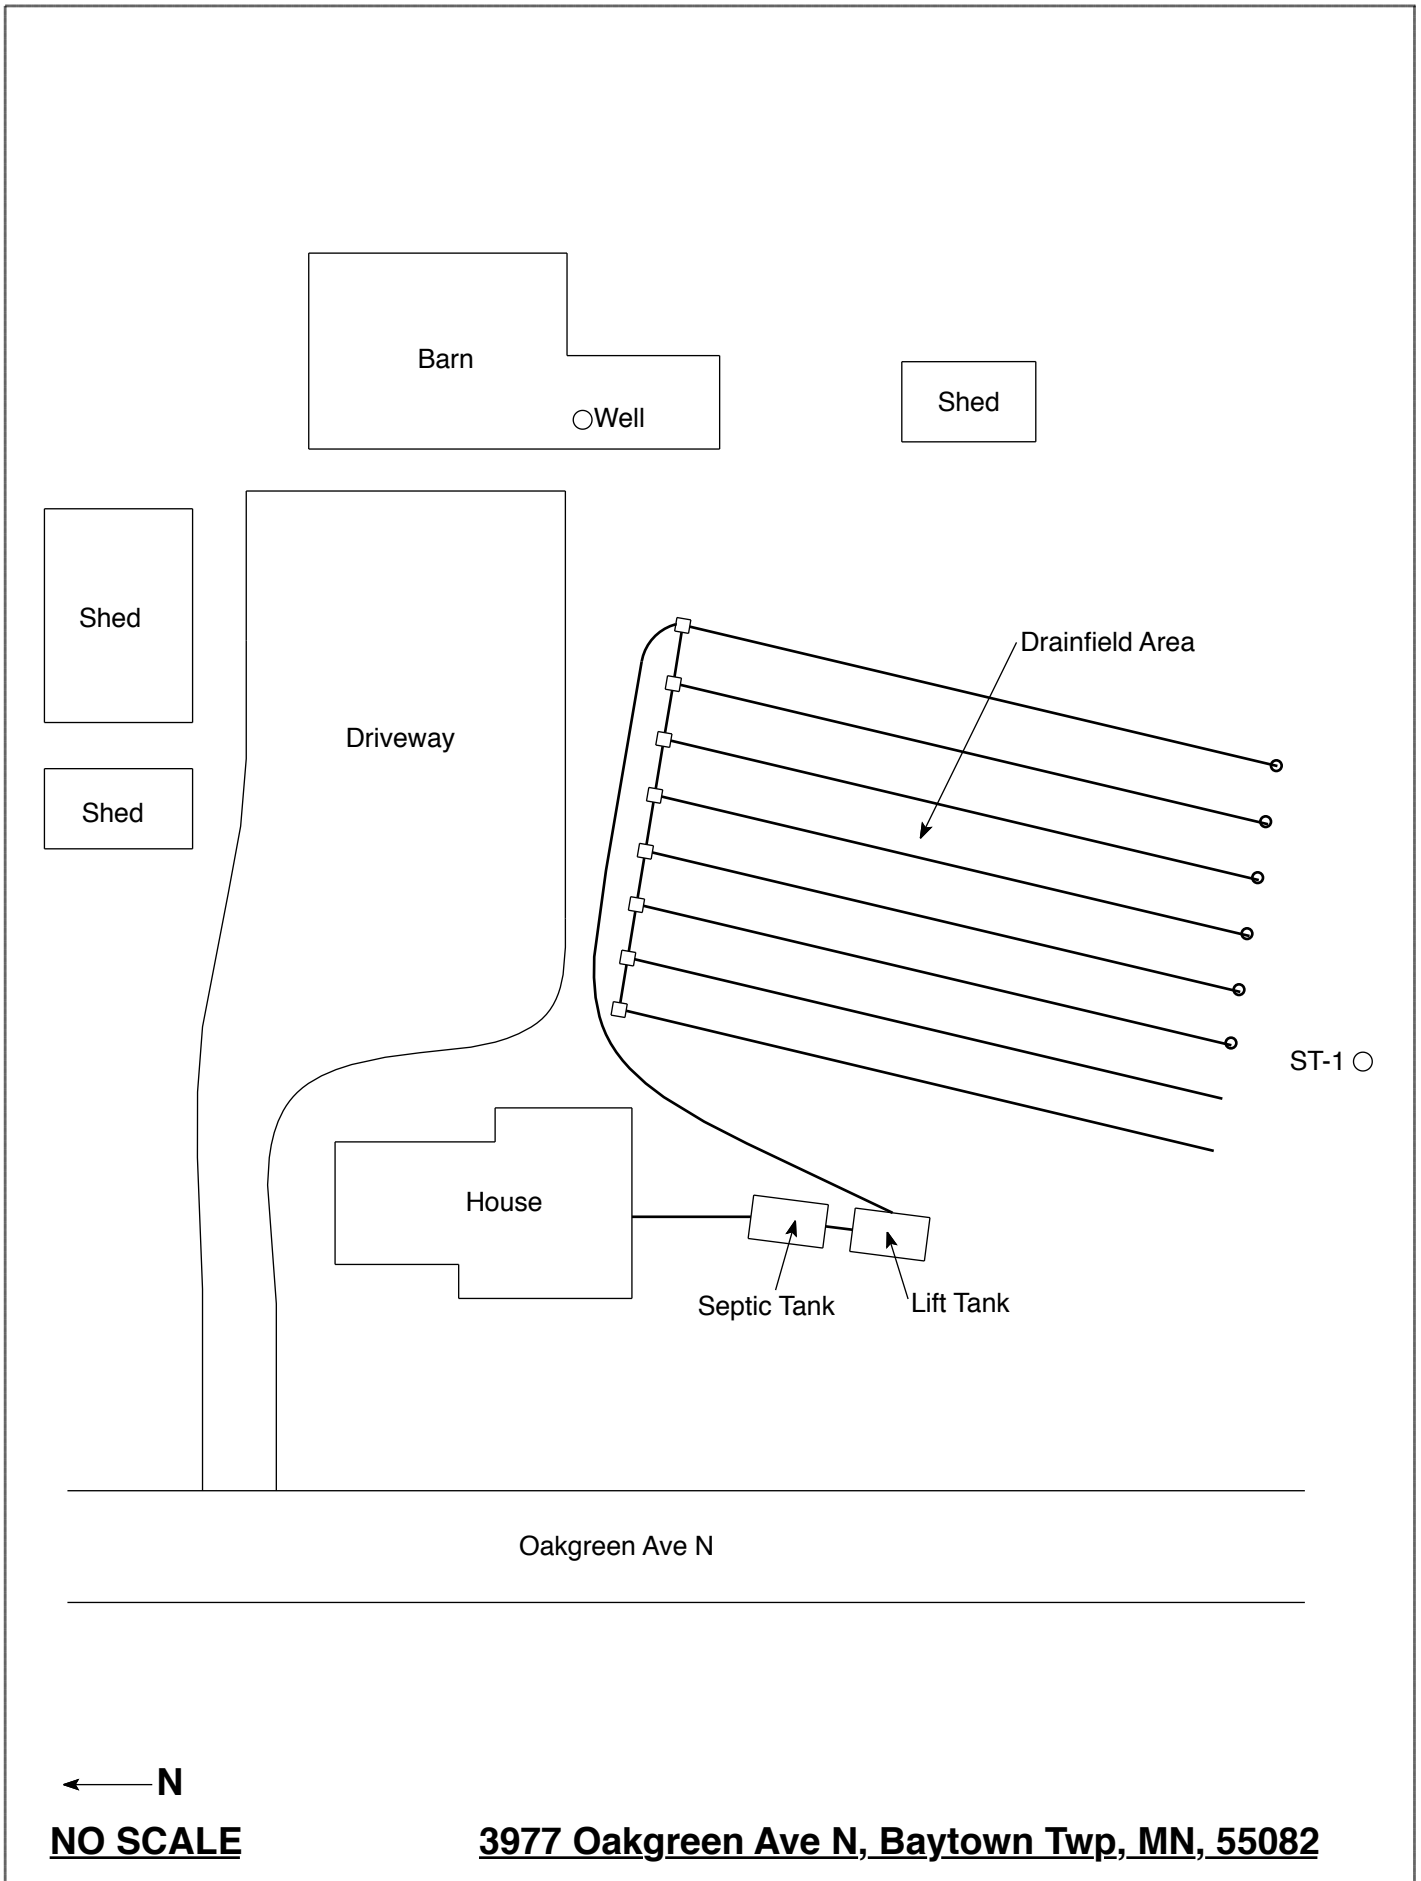 Barn
Shed
Well
Shed
Drainfield Area
Driveway
Shed
ST-1
House
Septic Tank
Lift Tank
Oakgreen Ave N
N
NO SCALE
3977 Oakgreen Ave N, Baytown Twp, MN, 55082